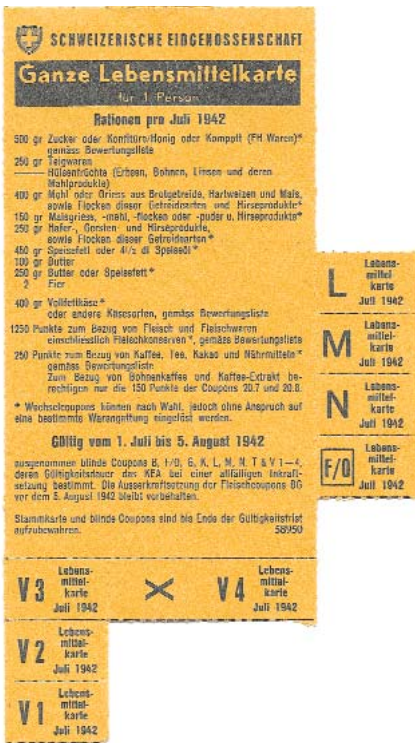 SCHWEIZERISCHE EIDGENOSSENSCHAFT
Ganze Lebensmittelkarte
für 1 Person
Rationen pro Juli 1942
500 gr Zucker oder Konfitüre/Honig oder Kompott (FH Waren)*
gemäss Bewertungsliste
250 gr Teigwaren
—— Hülsenfrüchte (Erbsen, Bohnen, Linsen und deren
Mahlprodukte)
400 gr Mehl oder Griess aus Brotgetreide, Hartweizen und Mais,
sowie Flocken dieser Getreidearten und Hirseprodukte*
150 gr Maisgriess, -mehl, -flocken oder -puder u. Hirseprodukte*
250 gr Hafer-, Gersten- und Hirseprodukte,
sowie Flocken dieser Getreidearten*
450 gr Speisefett oder 4½ dl Speiseöl*
100 gr Butter
250 gr Butter oder Speisefett*
2 Eier
400 gr Vollfettkäse*
oder andere Käsesorten, gemäss Bewertungsliste
1250 Punkte zum Bezug von Fleisch und Fleischwaren
einschliesslich Fleischkonserven*, gemäss Bewertungsliste
250 Punkte zum Bezug von Kaffee, Tee, Kakao und Nährmitteln*
gemäss Bewertungsliste
Zum Bezug von Bohnenkaffee und Kaffee-Extrakt be-
rechtigen nur die 150 Punkte der Coupons 20.7 und 20.8.
* Wechselcoupons können nach Wahl, jedoch ohne Anspruch auf
eine bestimmte Warengattung eingelöst werden.
Gültig vom 1. Juli bis 5. August 1942
ausgenommen blinde Coupons B, F/O, G, K, L, M, N, T & V 1—4,
deren Gültigkeitsdauer das KEA bei einer allfälligen Inkraft-
setzung bestimmt. Die Ausserkraftsetzung der Fleischcoupons BG
vor dem 5. August 1942 bleibt vorbehalten.
Stammkarte und blinde Coupons sind bis Ende der Gültigkeitsfrist
aufzubewahren. 58950
L Lebens-
mittel-
karte
Juli 1942
M Lebens-
mittel-
karte
Juli 1942
N Lebens-
mittel-
karte
Juli 1942
F/O Lebens-
mittel-
karte
Juli 1942
V3 Lebens-
mittel-
karte
Juli 1942
V4 Lebens-
mittel-
karte
Juli 1942
V2 Lebens-
mittel-
karte
Juli 1942
V1 Lebens-
mittel-
karte
Juli 1942